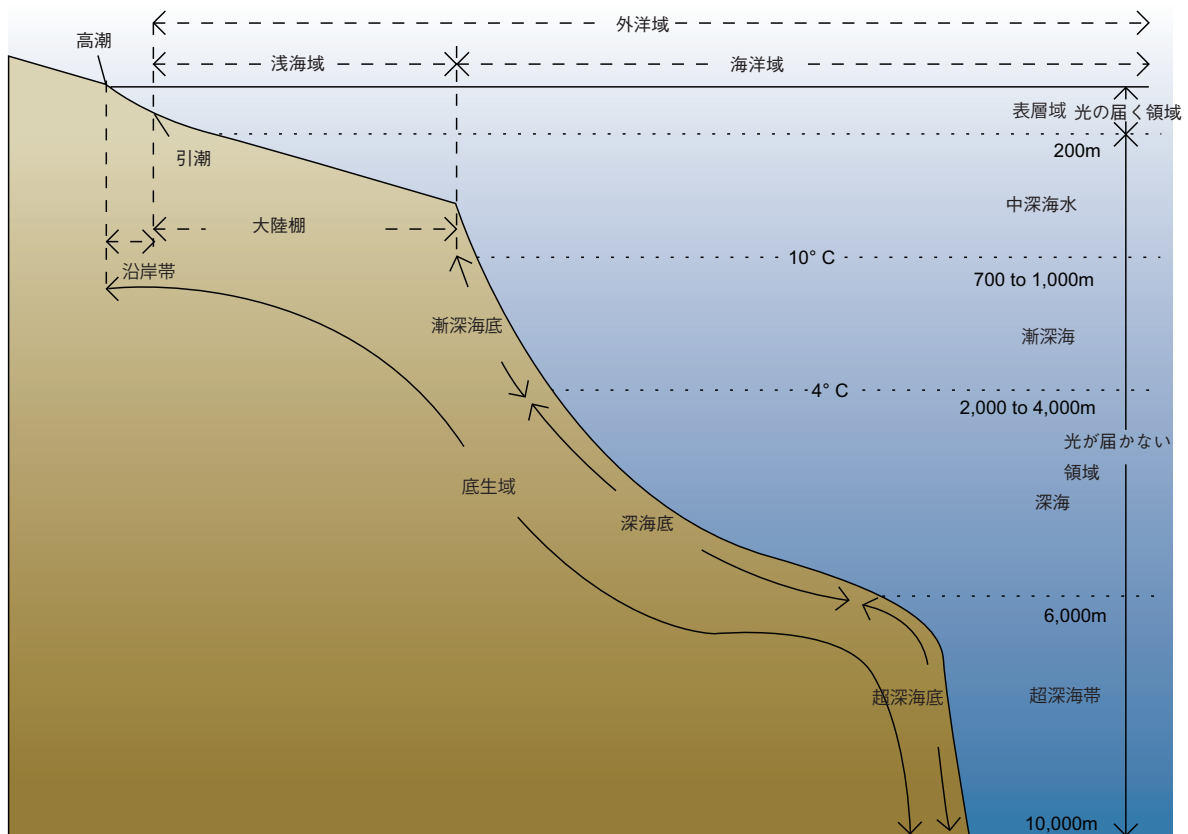 外洋域
高潮
浅海域
海洋域
表層域
光の届く領域
引潮
200m
中深海水
大陸棚
10° C
沿岸帯
700 to 1,000m
漸深海底
漸深海
4° C
2,000 to 4,000m
光が届かない
領域
底生域
深海
深海底
6,000m
超深海底
超深海帯
10,000m